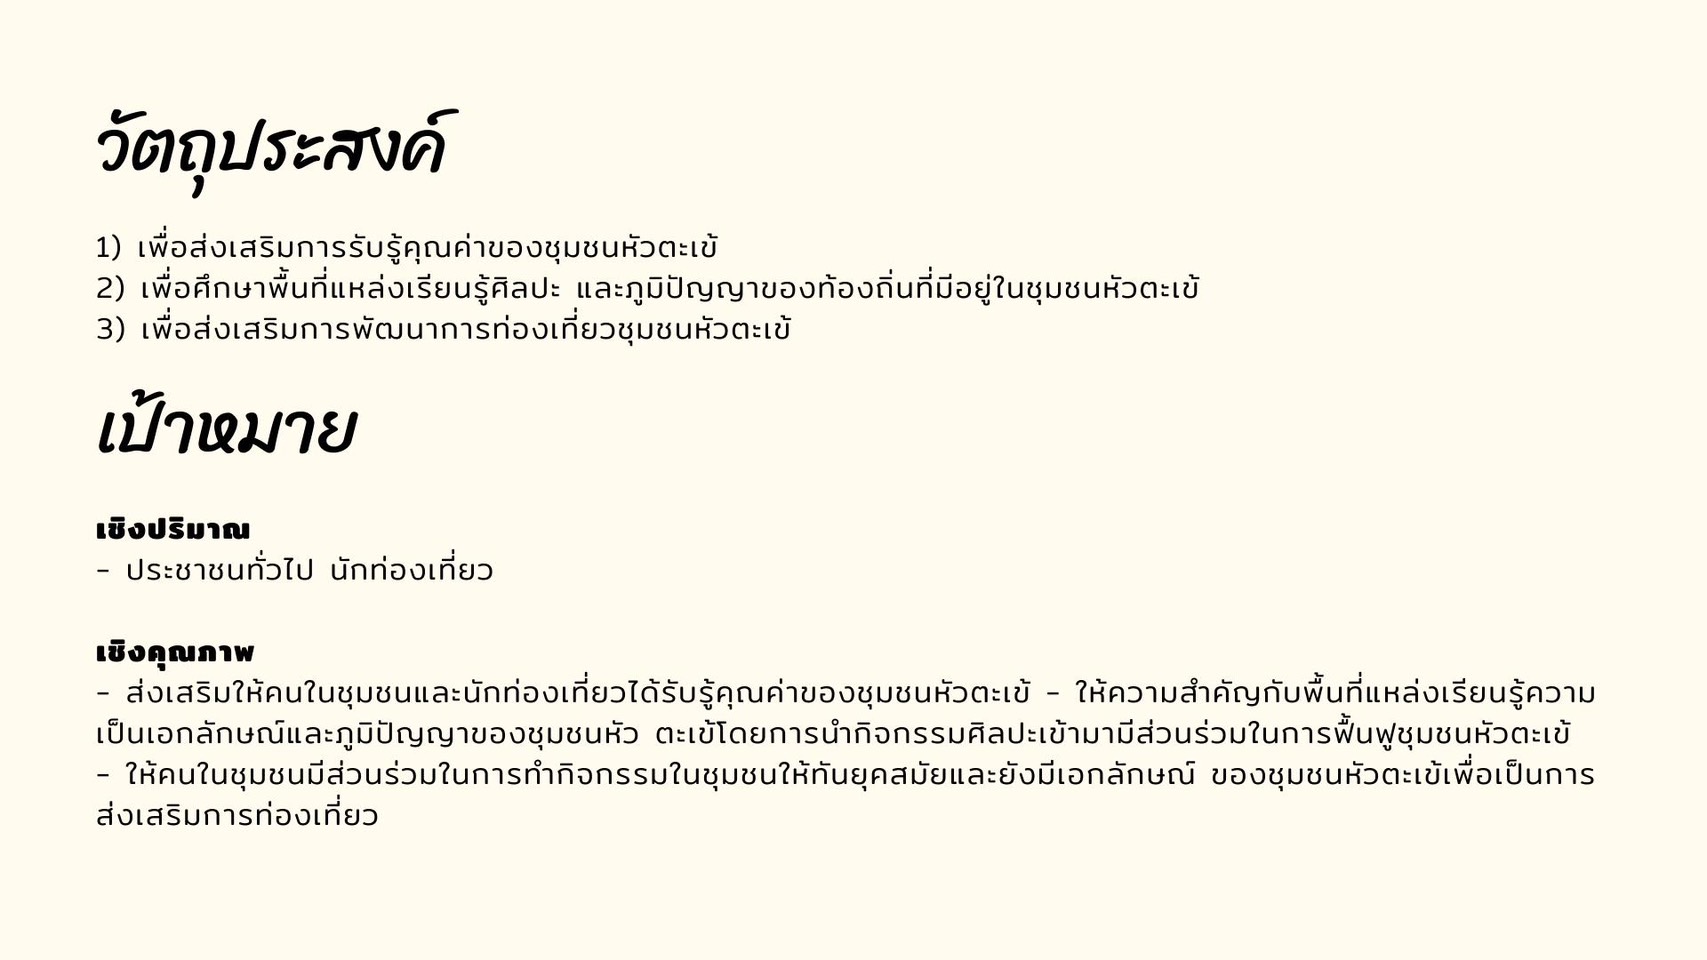 วัตถุประสงค์
1) เพื่อส่งเสริมการรับรู้คุณค่าของชุมชนหัวตะเข้
2) เพื่อศึกษาพื้นที่แหล่งเรียนรู้ศิลปะ และภูมิปัญญาของท้องถิ่นที่มีอยู่ในชุมชนหัวตะเข้
3) เพื่อส่งเสริมการพัฒนาการท่องเที่ยวชุมชนหัวตะเข้
เป้าหมาย
เชิงปริมาณ
- ประชาชนทั่วไป นักท่องเที่ยว
เชิงคุณภาพ
- ส่งเสริมให้คนในชุมชนและนักท่องเที่ยวได้รับรู้คุณค่าของชุมชนหัวตะเข้ - ให้ความสำคัญกับพื้นที่แหล่งเรียนรู้ความ
เป็นเอกลักษณ์และภูมิปัญญาของชุมชนหัว ตะเข้โดยการนำกิจกรรมศิลปะเข้ามามีส่วนร่วมในการฟื้นฟูชุมชนหัวตะเข้
- ให้คนในชุมชนมีส่วนร่วมในการทำกิจกรรมในชุมชนให้ทันยุคสมัยและยังมีเอกลักษณ์ ของชุมชนหัวตะเข้เพื่อเป็นการ
ส่งเสริมการท่องเที่ยว